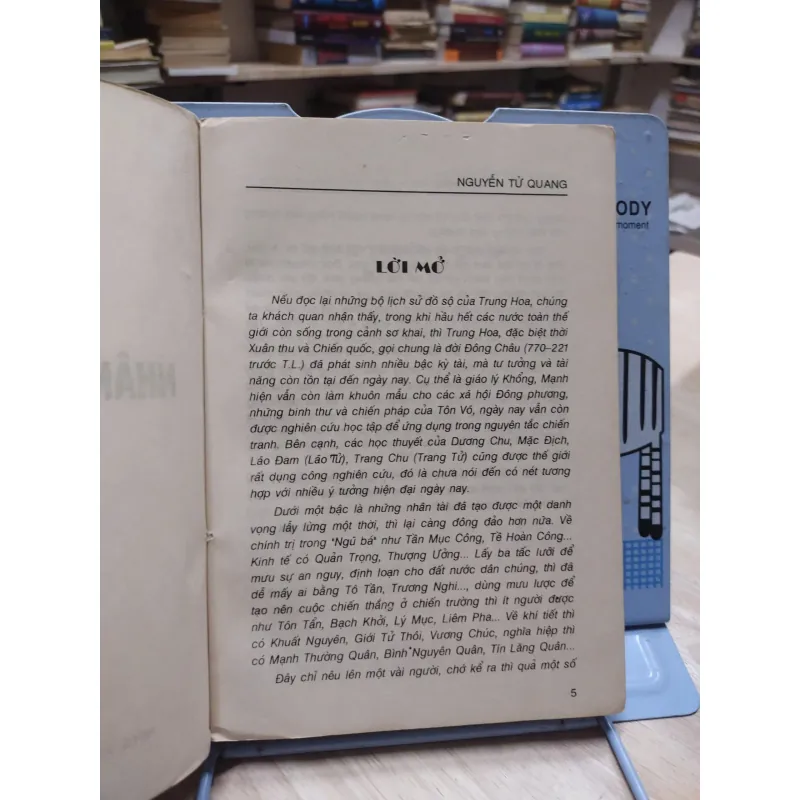 NGUYỄN TỬ QUANG
LỜI MỞ
Nếu đọc lại những bộ lịch sử đồ sộ của Trung Hoa, chúng
ta khách quan nhận thấy, trong khi hầu hết các nước toàn thế
giới còn sống trong cảnh sơ khai, thì Trung Hoa, đặc biệt thời
Xuân thu và Chiến quốc, gọi chung là đời Đông Châu (770-221
trước T.L.) đã phát sinh nhiều bậc kỳ tài, mà tư tưởng và tài
năng còn tồn tại đến ngày nay. Cụ thể là giáo lý Khổng, Mạnh
hiện vẫn còn làm khuôn mẫu cho các xã hội Đông phương,
những binh thư và chiến pháp của Tôn Võ, ngày nay vẫn còn
được nghiên cứu học tập để ứng dụng trong nguyên tắc chiến
tranh. Bên cạnh, các học thuyết của Dương Chu, Mặc Địch,
Lão Đam (Lão Tử), Trang Chu (Trang Tử) cũng được thế giới
rất dụng công nghiên cứu, đó là chưa nói đến có nét tương
hợp với nhiều ý tưởng hiện đại ngày nay.
Dưới một bậc là những nhân tài đã tạo được một danh
vọng lẫy lừng một thời, thì lại càng đông đảo hơn nữa. Về
chính trị trong "Ngũ bá" như Tần Mục Công, Tề Hoàn Công...
Kinh tế có Quản Trọng, Thượng Ưởng... Lấy ba tấc lưỡi để
mưu sự an nguy, định loạn cho đất nước dân chúng, thì đã
dễ mấy ai bằng Tô Tần, Trương Nghi..., dùng mưu lược để
tạo nên cuộc chiến thắng ở chiến trường thì ít người được
như Tôn Tẩn, Bạch Khởi, Lý Mục, Liêm Pha... Về khí tiết thì
có Khuất Nguyên, Giới Tử Thôi, Vương Chúc, nghĩa hiệp thì
có Mạnh Thường Quân, Bình Nguyên Quân, Tín Lăng Quân...
Đây chỉ nêu lên một vài người, chớ kể ra thì quả một số
5
NHÂN
ODY
moment